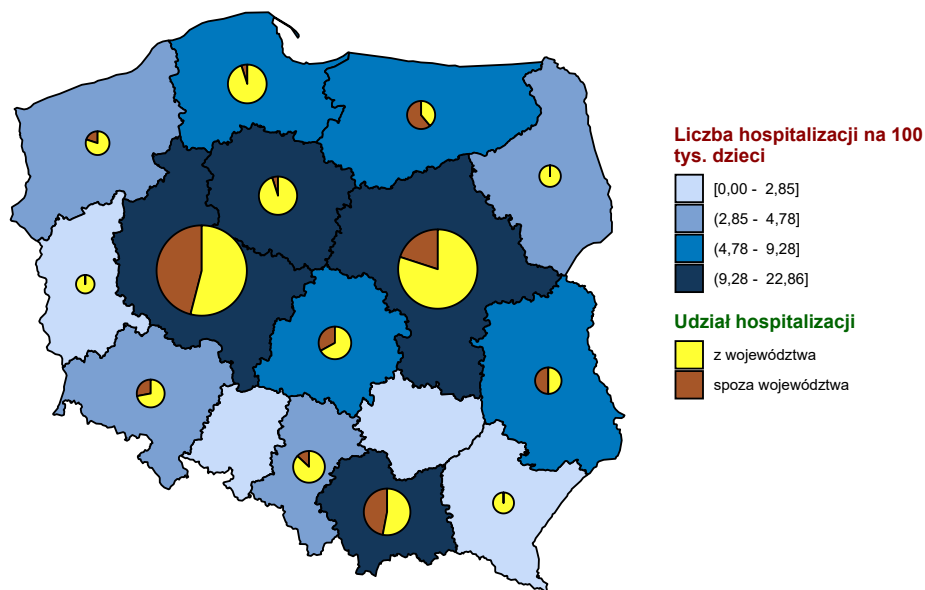 Liczba hospitalizacji na 100
tys. dzieci
[0,00 - 2,85]
(2,85 - 4,78]
(4,78 - 9,28]
(9,28 - 22,86]
Udział hospitalizacji
z województwa
spoza województwa